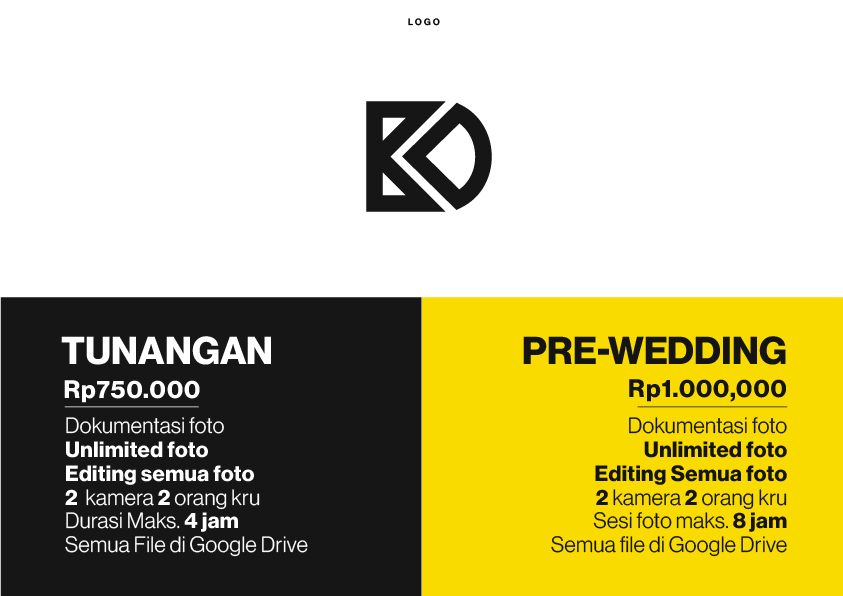 LOGO
TUNANGAN
Rp750.000
Dokumentasi foto
Unlimited foto
Editing semua foto
2 kamera 2 orang kru
Durasi Maks. 4 jam
Semua File di Google Drive
PRE-WEDDING
Rp1.000,000
Dokumentasi foto
Unlimited foto
Editing Semua foto
2 kamera 2 orang kru
Sesi foto maks. 8 jam
Semua file di Google Drive